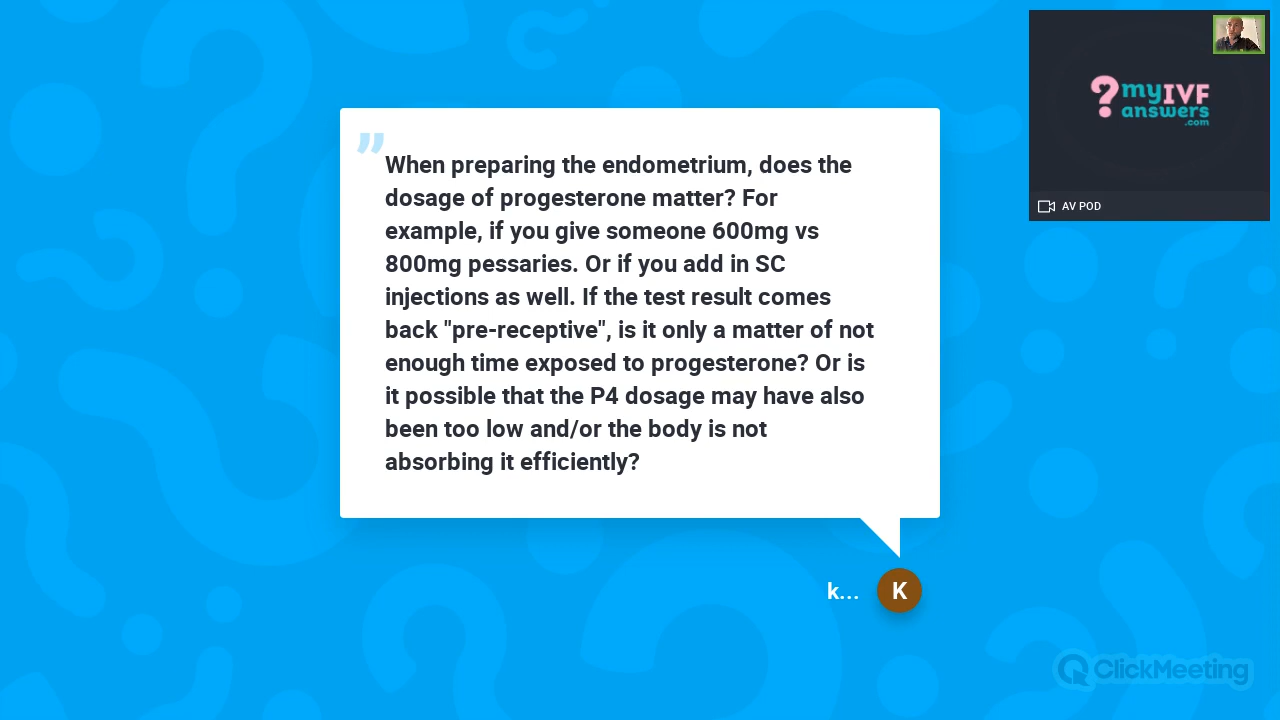 myIVF
answers
.com
AV POD
When preparing the endometrium, does the
dosage of progesterone matter? For
example, if you give someone 600mg vs
800mg pessaries. Or if you add in SC
injections as well. If the test result comes
back "pre-receptive", is it only a matter of not
enough time exposed to progesterone? Or is
it possible that the P4 dosage may have also
been too low and/or the body is not
absorbing it efficiently?
k...
K
ClickMeeting